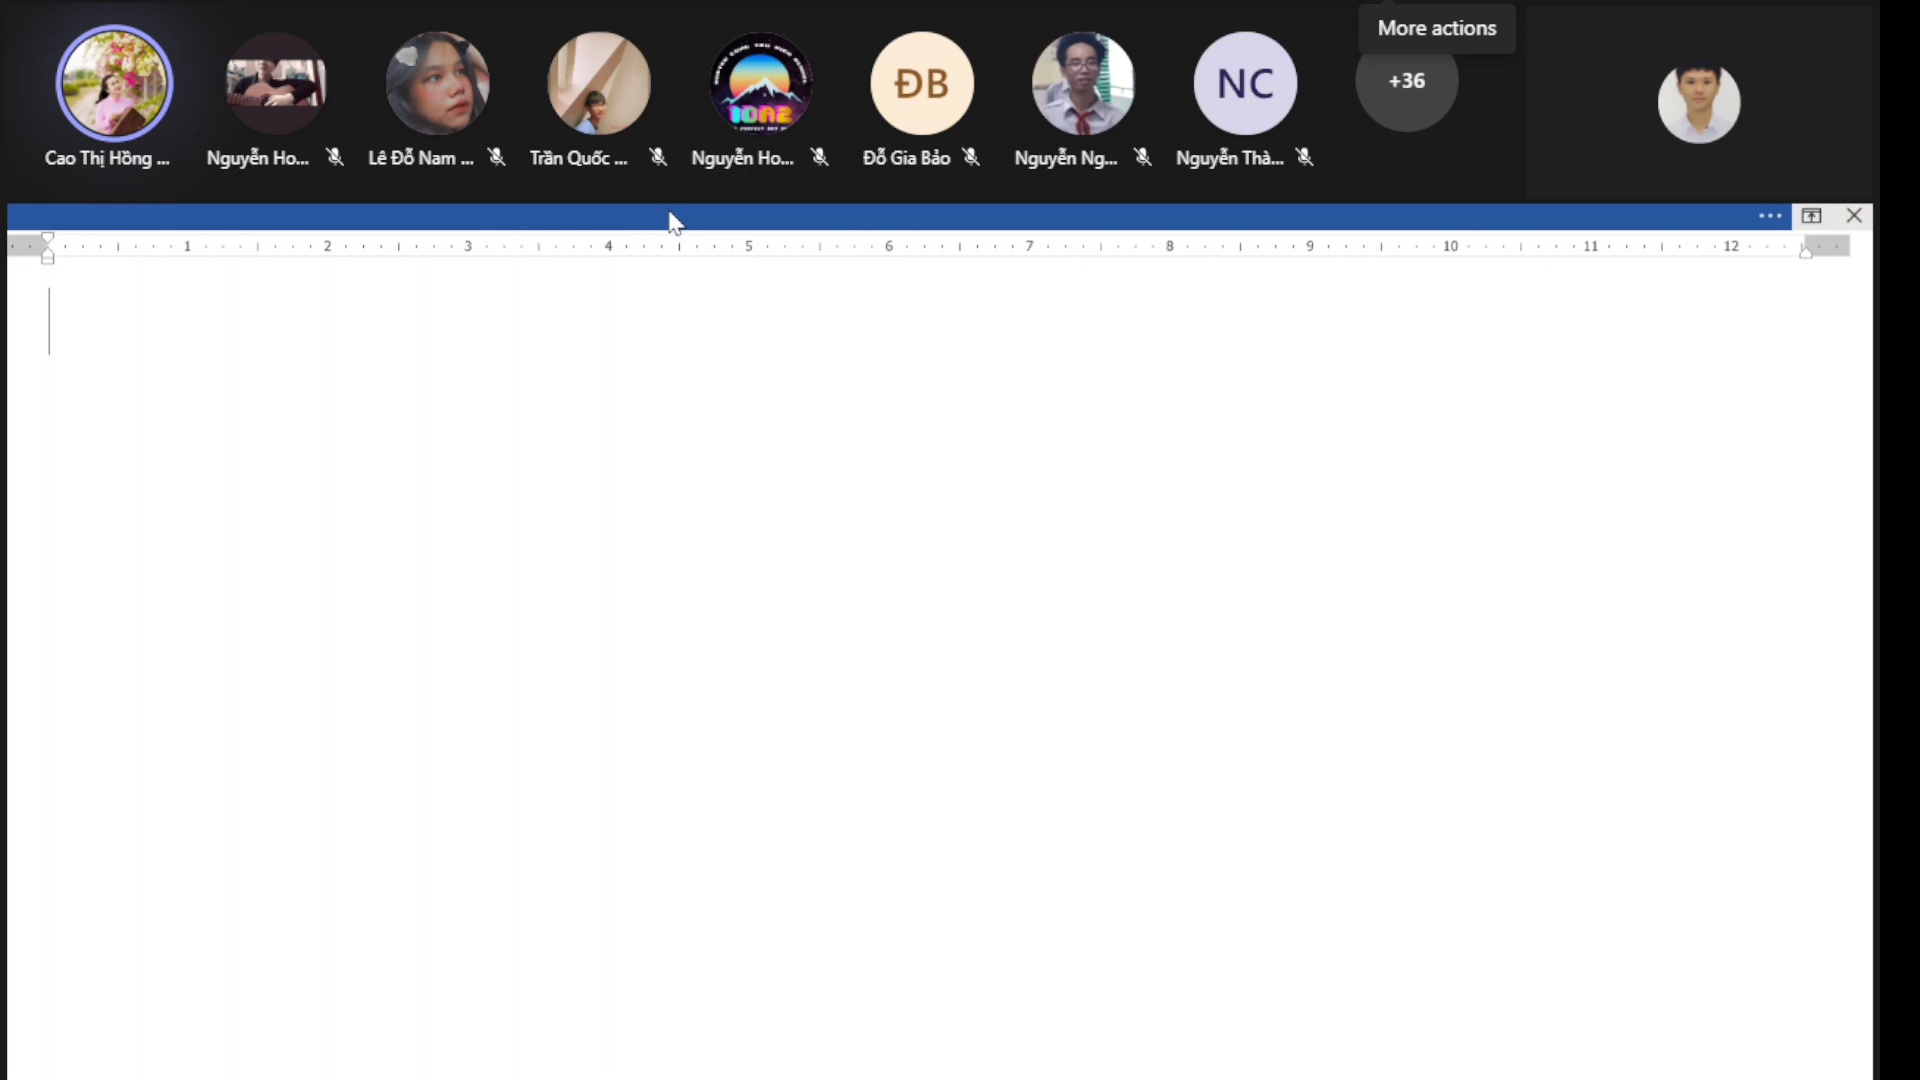 More actions
ĐB
NC
+36
10A2
Cao Thị Hồng ...
Nguyễn Ho...
Lê Đỗ Nam ...
Trần Quốc ...
Nguyễn Ho...
Đỗ Gia Bảo
Nguyễn Ng...
Nguyễn Thà...
1 2 3 4 5 6 7 8 9 10 11 12